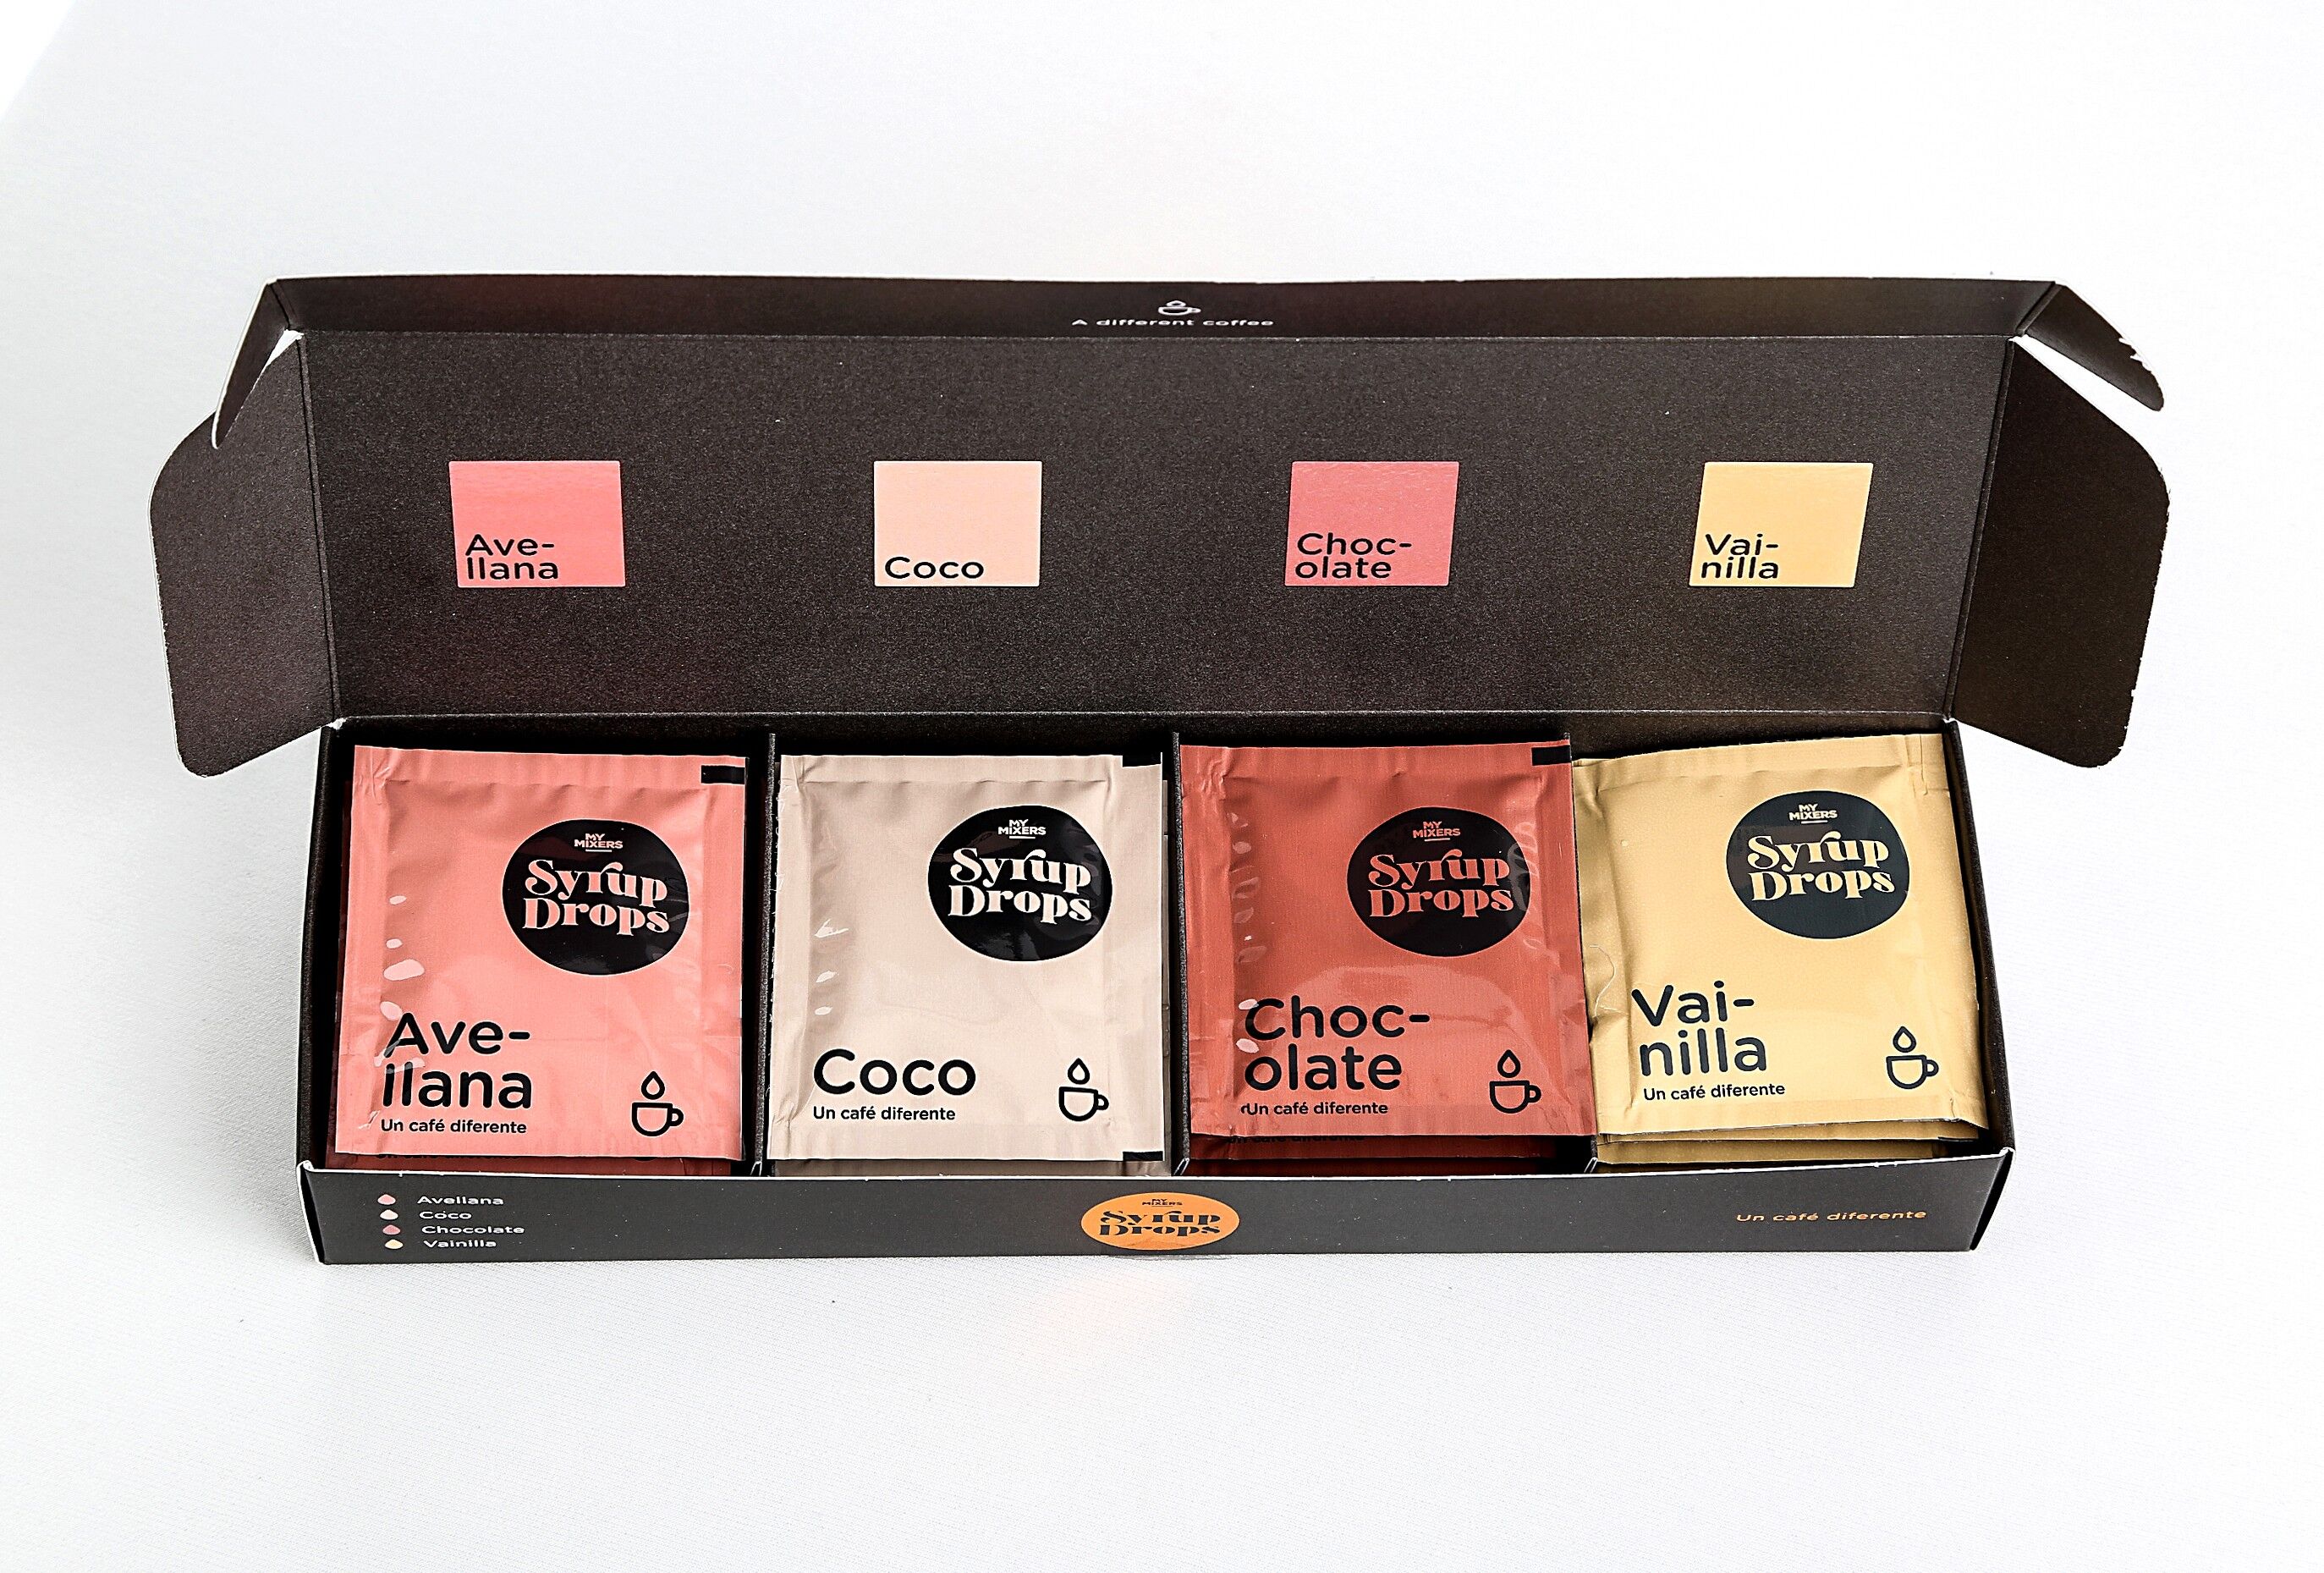 A different coffee
Ave-
llana
Coco
Choc-
olate
Vai-
nilla
MY
MIXERS
Syrup
Drops
Ave-
llana
Un café diferente
MY
MIXERS
Syrup
Drops
Coco
Un café diferente
MY
MIXERS
Syrup
Drops
Choc-
olate
Un café diferente
MY
MIXERS
Syrup
Drops
Vai-
nilla
Un café diferente
Avellana
Coco
Chocolate
Vainilla
MY
MIXERS
Syrup
Drops
Un café diferente